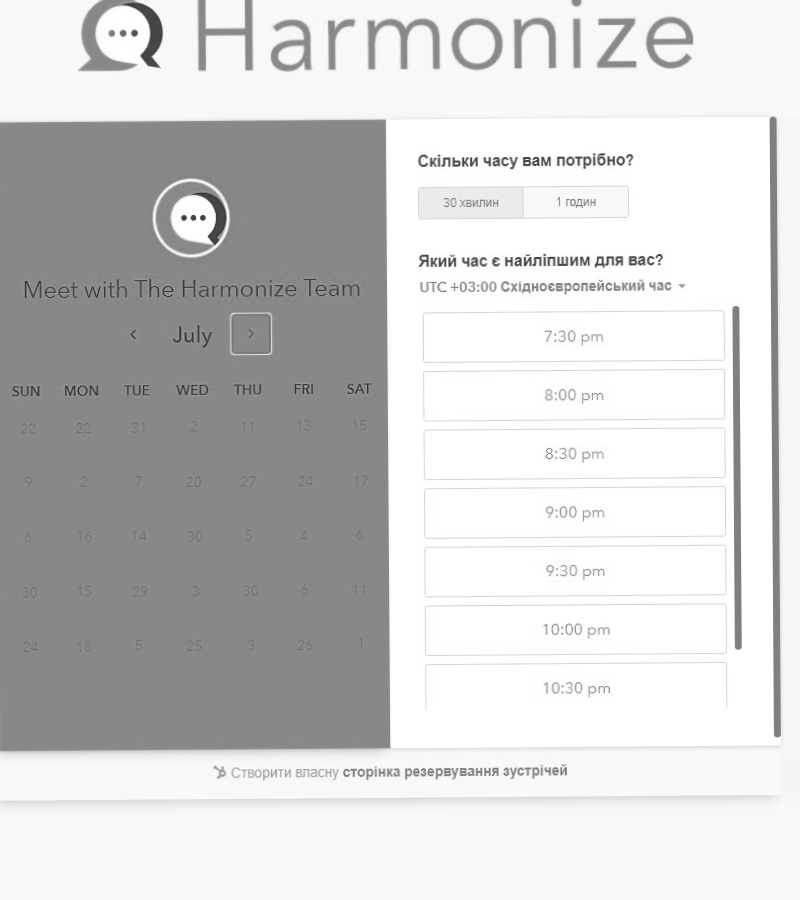 Harmonize
Meet with The Harmonize Team
July
SUN MON TUE WED THU FRI SAT
22 22 31 2 11 13 15
9 2 7 20 27 24 17
6 16 14 30 5 4 6
30 15 29 3 30 6 11
24 18 5 25 3 26 1
Скільки часу вам потрібно?
30 хвилин 1 годин
Який час є найліпшим для вас?
UTC +03:00 Східноєвропейський час
7:30 pm
8:00 pm
8:30 pm
9:00 pm
9:30 pm
10:00 pm
10:30 pm
Створити власну сторінка резервування зустрічей